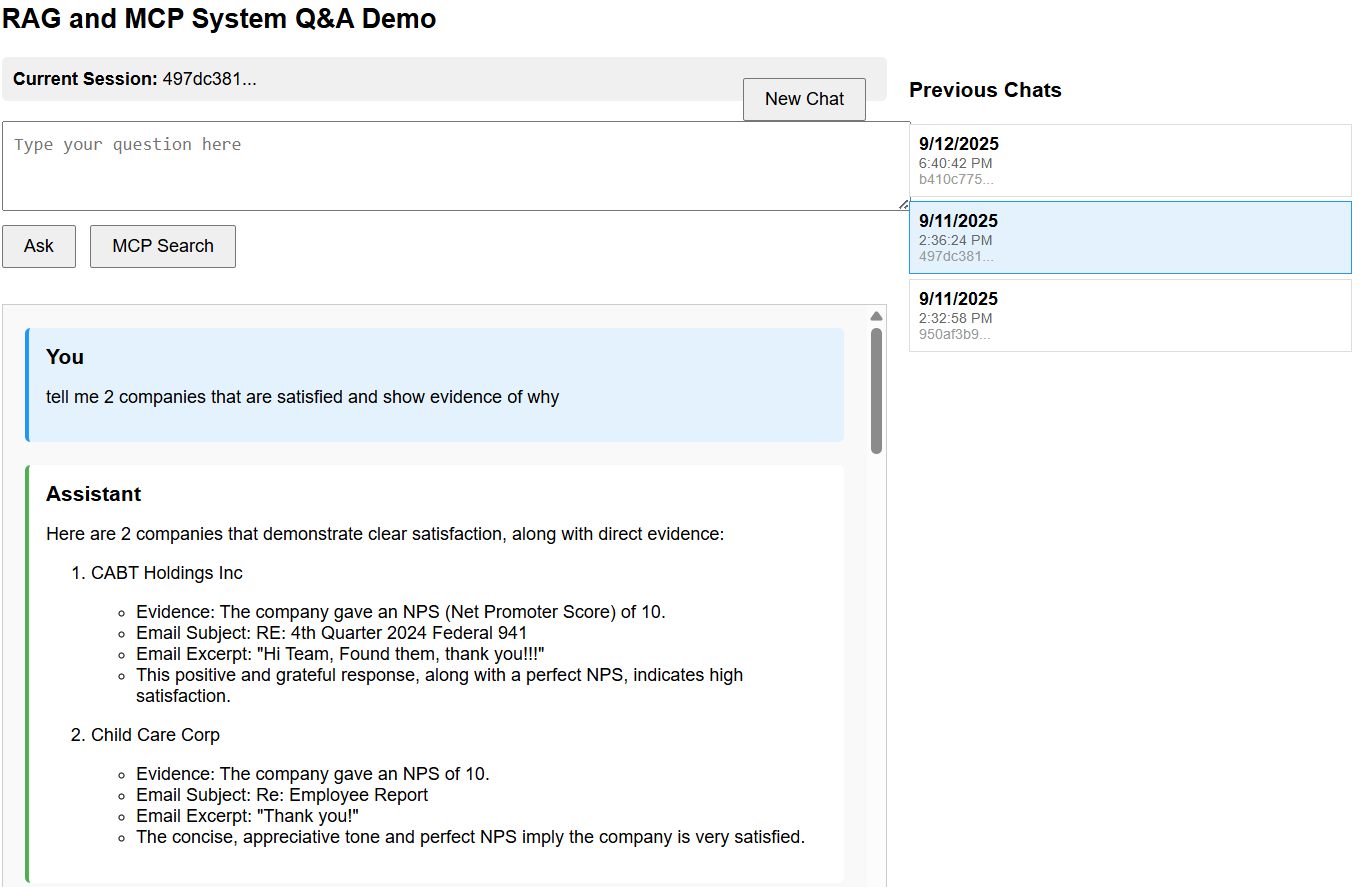 RAG and MCP System Q&A Demo
Current Session: 497dc381...
New Chat
Type your question here
Ask
MCP Search
You
tell me 2 companies that are satisfied and show evidence of why
Assistant
Here are 2 companies that demonstrate clear satisfaction, along with direct evidence:
1. CABT Holdings Inc
Evidence: The company gave an NPS (Net Promoter Score) of 10.
Email Subject: RE: 4th Quarter 2024 Federal 941
Email Excerpt: "Hi Team, Found them, thank you!!!"
This positive and grateful response, along with a perfect NPS, indicates high
satisfaction.
2. Child Care Corp
Evidence: The company gave an NPS of 10.
Email Subject: Re: Employee Report
Email Excerpt: "Thank you!"
The concise, appreciative tone and perfect NPS imply the company is very satisfied.
Previous Chats
9/12/2025
6:40:42 PM
b410c775...
9/11/2025
2:36:24 PM
497dc381...
9/11/2025
2:32:58 PM
950af3b9...